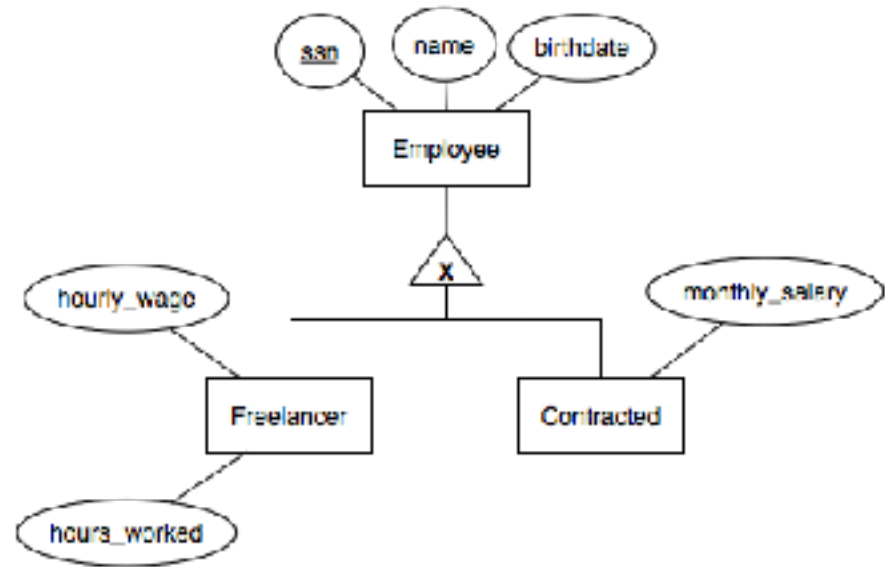 ssn
name
birthdate
Employee
X
hourly_wage
monthly_salary
Freelancer
Contracted
hours_worked